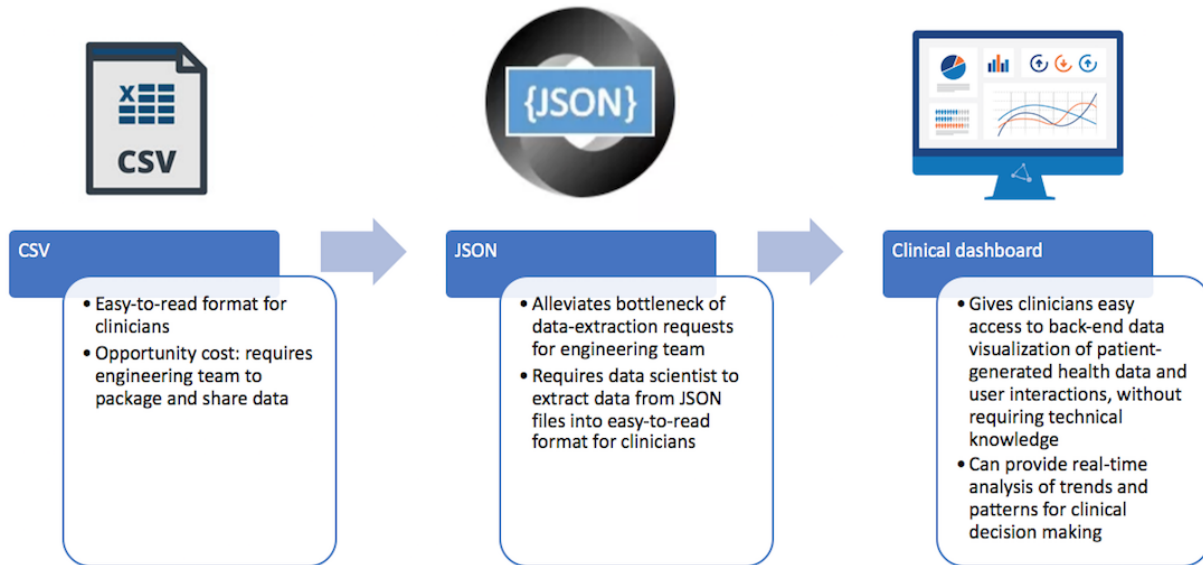 X
CSV
{JSON}
CSV
• Easy-to-read format for
clinicians
• Opportunity cost: requires
engineering team to
package and share data
JSON
• Alleviates bottleneck of
data-extraction requests
for engineering team
• Requires data scientist to
extract data from JSON
files into easy-to-read
format for clinicians
Clinical dashboard
• Gives clinicians easy
access to back-end data
visualization of patient-
generated health data and
user interactions, without
requiring technical
knowledge
• Can provide real-time
analysis of trends and
patterns for clinical
decision making